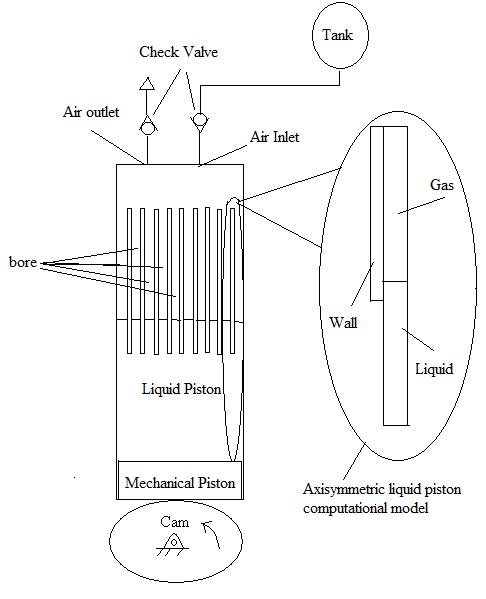 Tank
Check Valve
Air outlet
Air Inlet
Gas
bore
Wall
Liquid
Liquid Piston
Mechanical Piston
Axisymmetric liquid piston
computational model
Cam